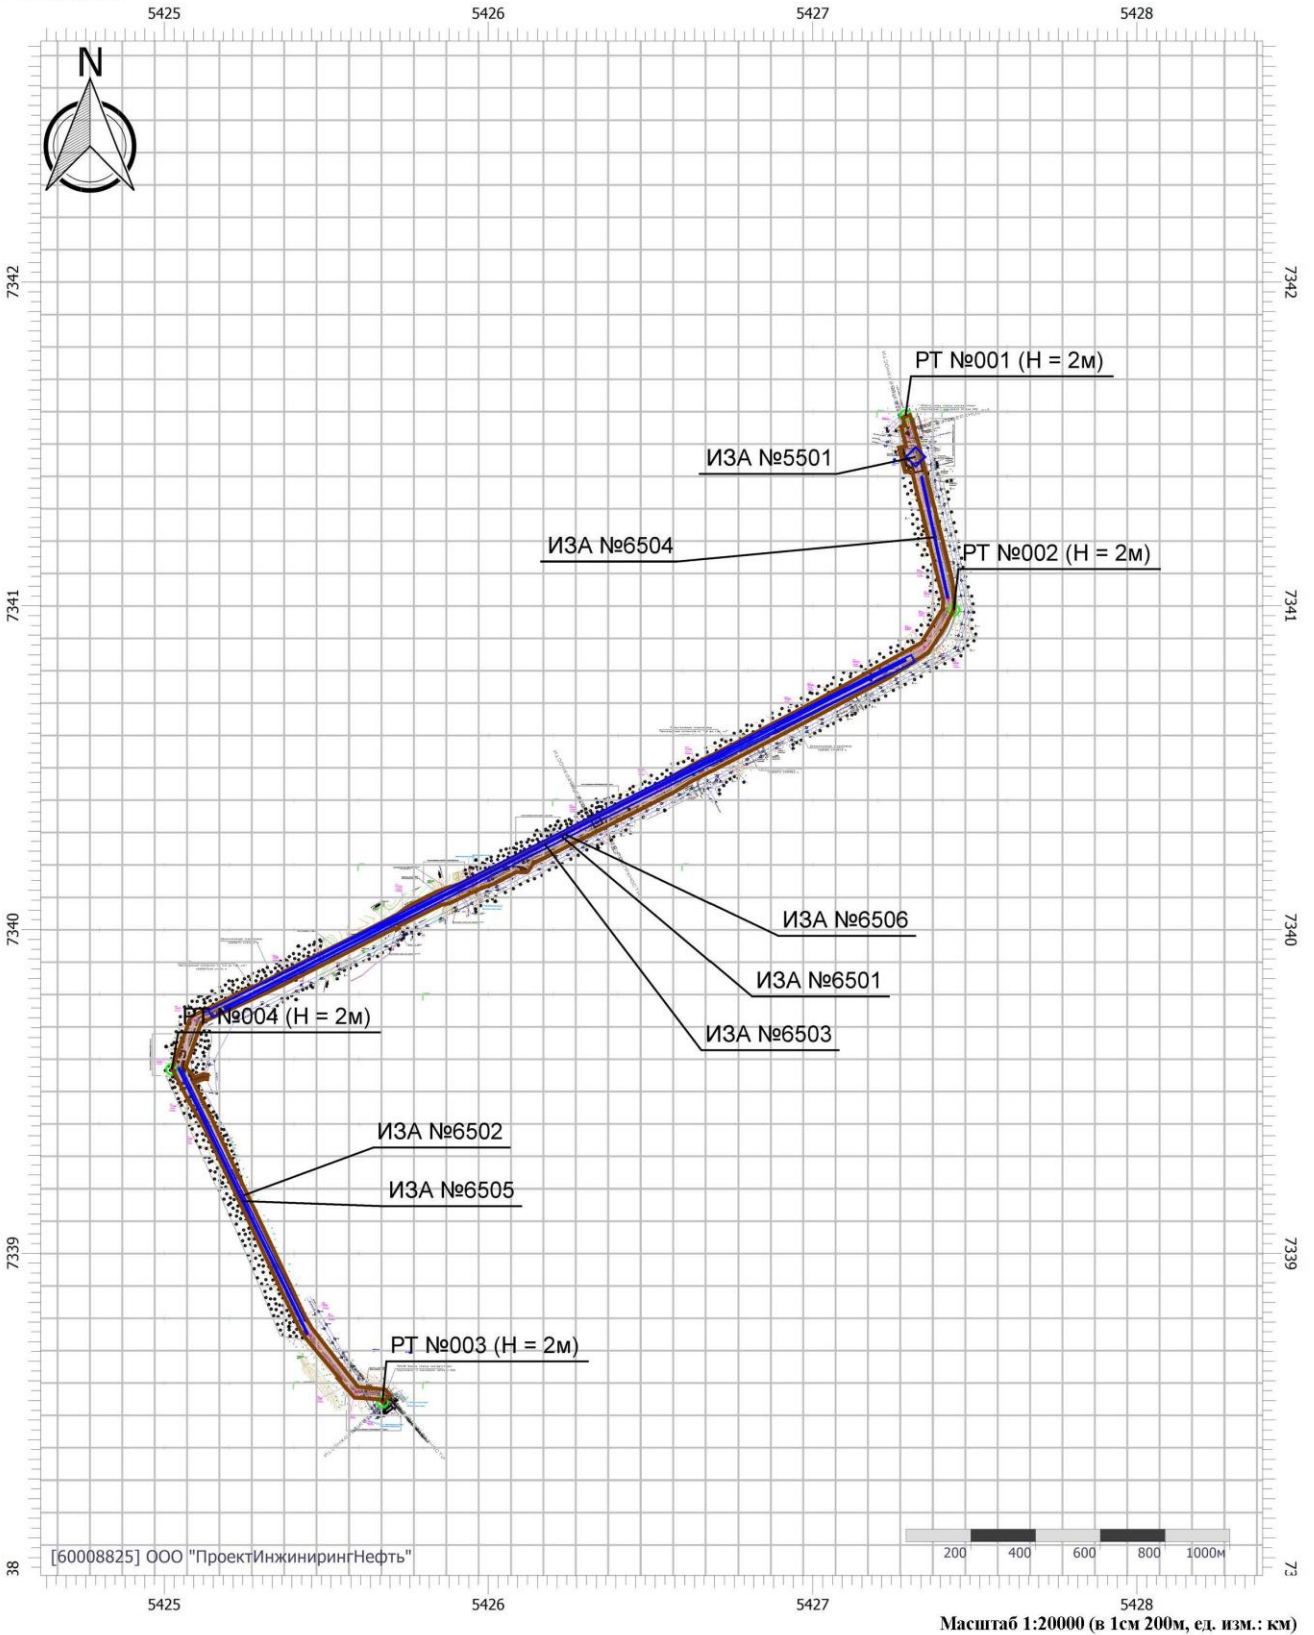 5425 5426 5427 5428
N
7342 7342
РТ №001 (Н = 2м)
ИЗА №5501
ИЗА №6504
РТ №002 (Н = 2м)
7341 7341
ИЗА №6506
7340 7340
ИЗА №6501
РТ №004 (Н = 2м)
ИЗА №6503
ИЗА №6502
ИЗА №6505
7339 7339
РТ №003 (Н = 2м)
[60008825] ООО "ПроектИнжинирингНефть"
200 400 600 800 1000м
38 73
5425 5426 5427 5428
Масштаб 1:20000 (в 1см 200м, ед. изм.: км)